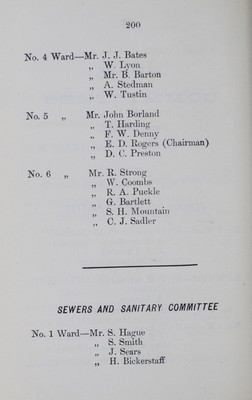 200
No. 4 Ward—Mr. J. J. Bates
„ W. Lyon
„ Mr. B. Barton
„ A. Stedman
„ W. Tustin
No. 5 „ Mr. John Borland
„ T. Harding
„ F. W. Denny
„ E. D. Rogers (Chairman)
„ D. C. Preston
No. 6 „ Mr. R. Strong
„ W. Coombs
„ R. A. Puckle
„ G. Bartlett
„ S. H. Mountain
„ C. J. Sadler
SEWERS AND SANITARY COMMITTEE
No. 1 Ward—Mr. S. Hague
„ S. Smith
„ J. Sears
„ H. Bickerstaff